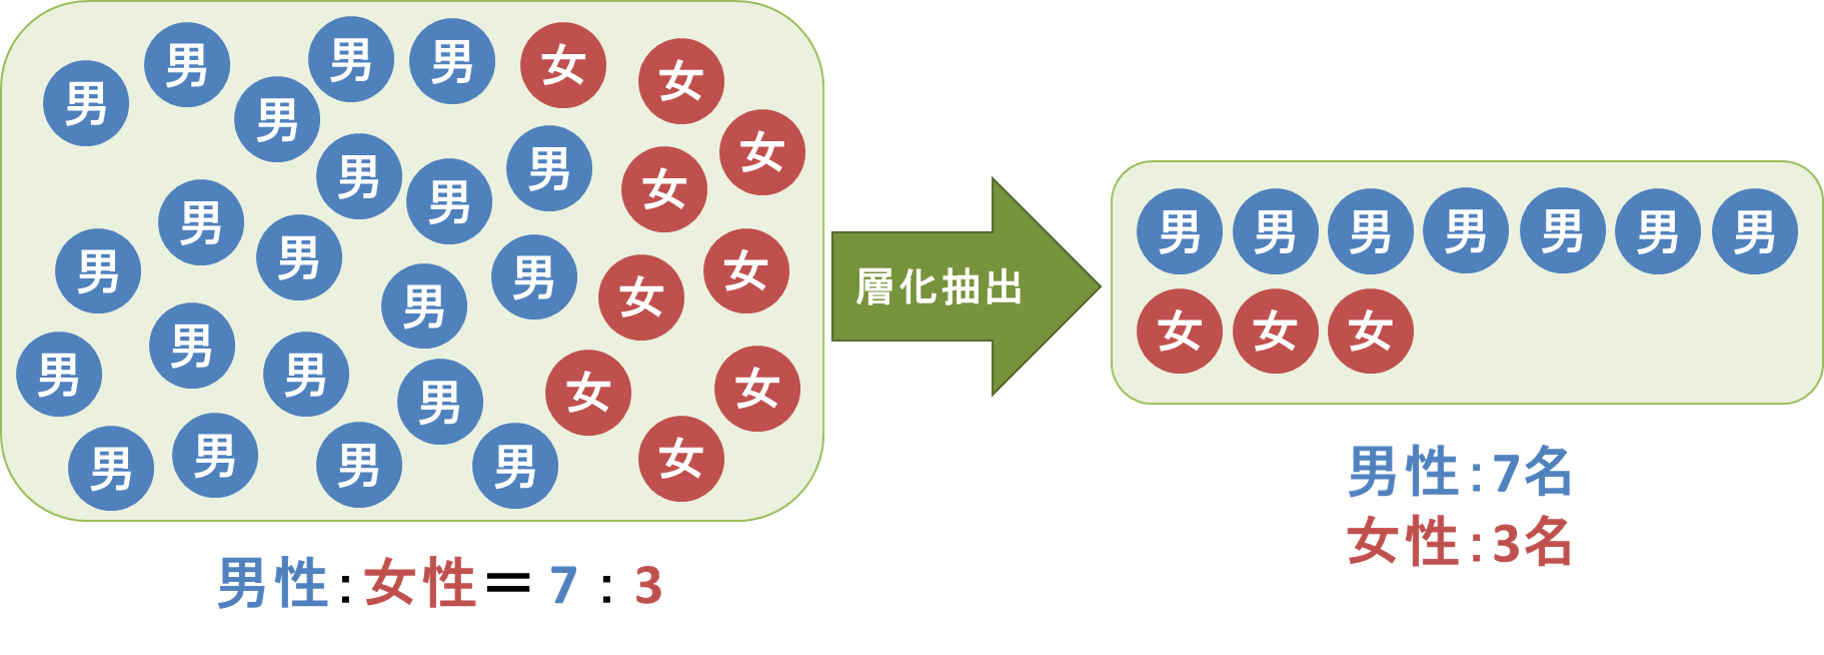 男 男 男 女 女
男 男 女
男 男 男 女
男 男 男 男 女
男 女
男 男 男 男 女 女
男 男 男 男 女
男性:女性＝7:3
層化抽出
男 男 男 男 男 男 男
女 女 女
男性:7名
女性:3名